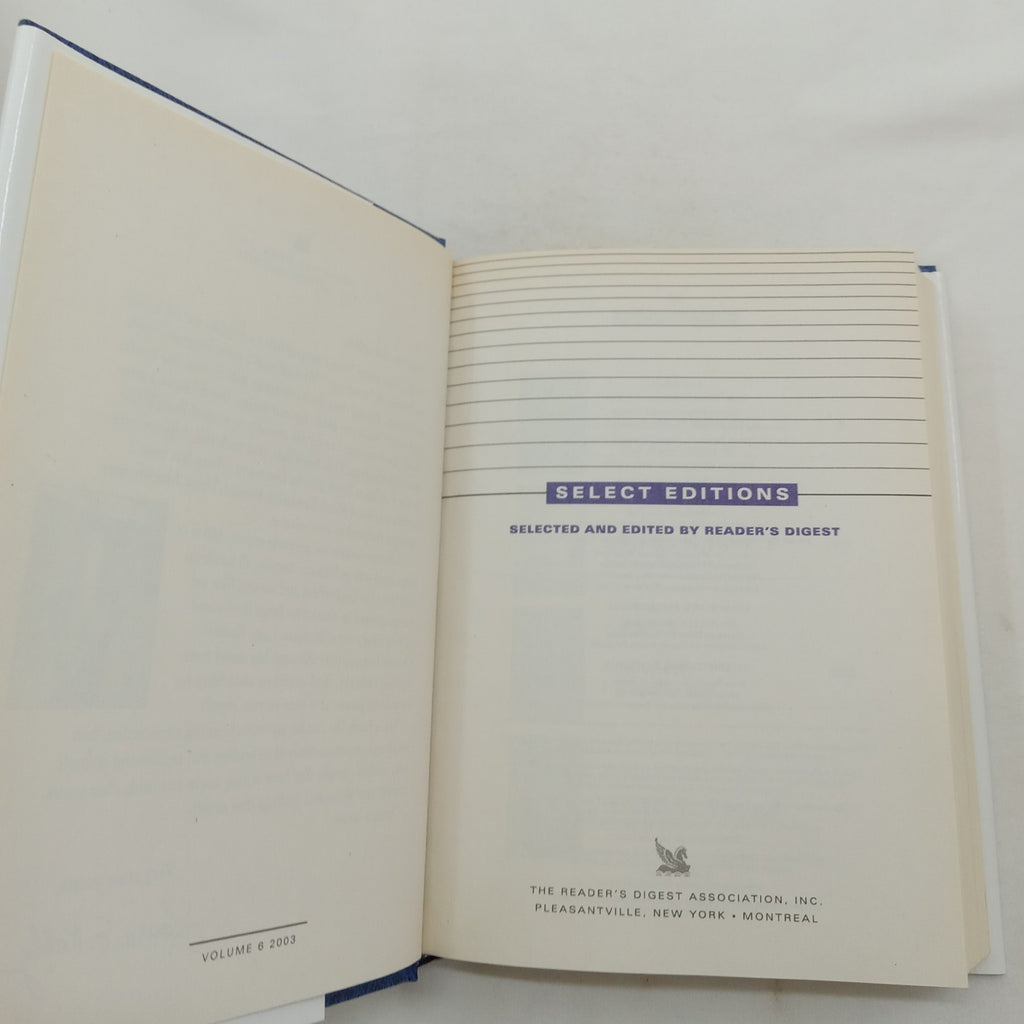 VOLUME 6 2003
SELECT EDITIONS
SELECTED AND EDITED BY READER'S DIGEST
THE READER'S DIGEST ASSOCIATION, INC.
PLEASANTVILLE, NEW YORK • MONTREAL